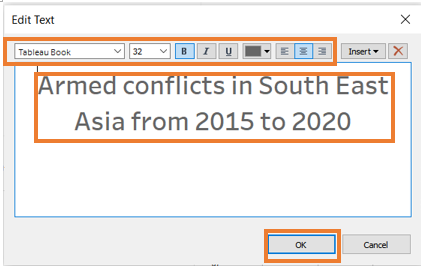 Edit Text
Tableau Book 32 B I U Insert
Armed conflicts in South East
Asia from 2015 to 2020
OK Cancel